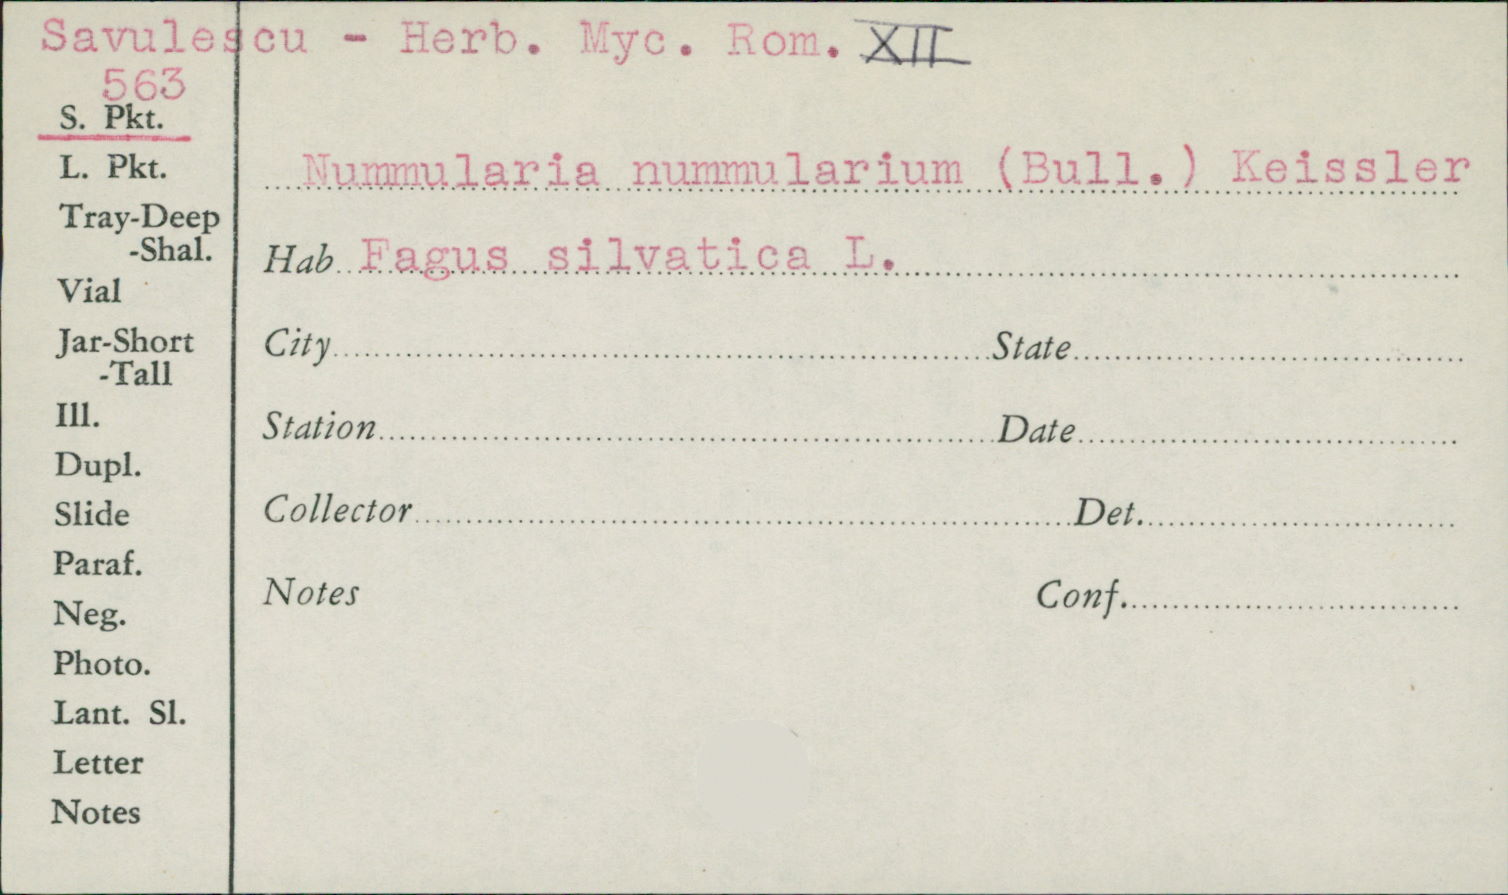 Savulescu - Herb. Myc. Rom. XII
563
S. Pkt.
L. Pkt.
Nummularia nummularium (Bull.) Keissler
Tray-Deep
-Shal.
Hab Fagus silvatica L.
Vial
Jar-Short
-Tall
City State
Ill.
Station Date
Dupl.
Slide
Collector Det.
Paraf.
Neg.
Notes Conf.
Photo.
Lant. Sl.
Letter
Notes